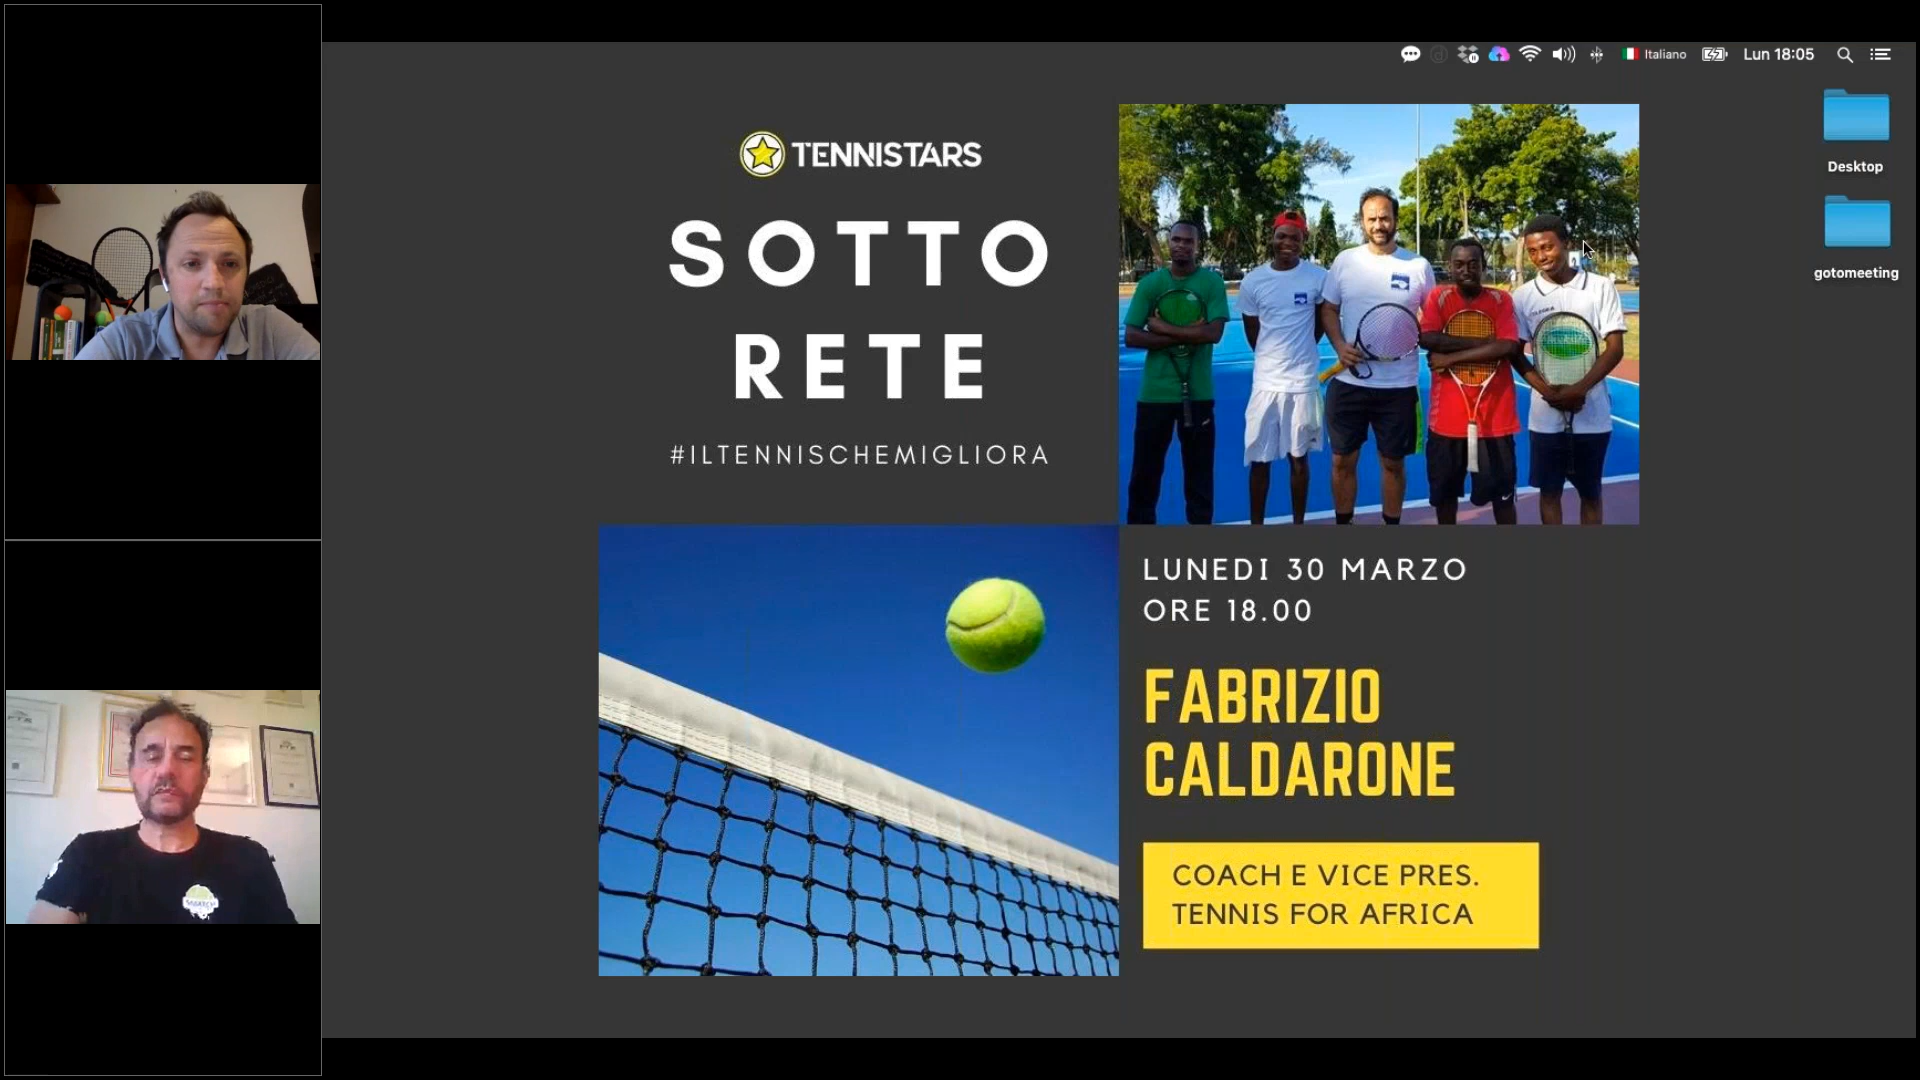 Italiano
Lun 18:05
Desktop
gotomeeting
TENNISTARS
SOTTO
RETE
#ILTENNISCHEMIGLIORA
LUNEDI 30 MARZO
ORE 18.00
FABRIZIO
CALDARONE
COACH E VICE PRES.
TENNIS FOR AFRICA